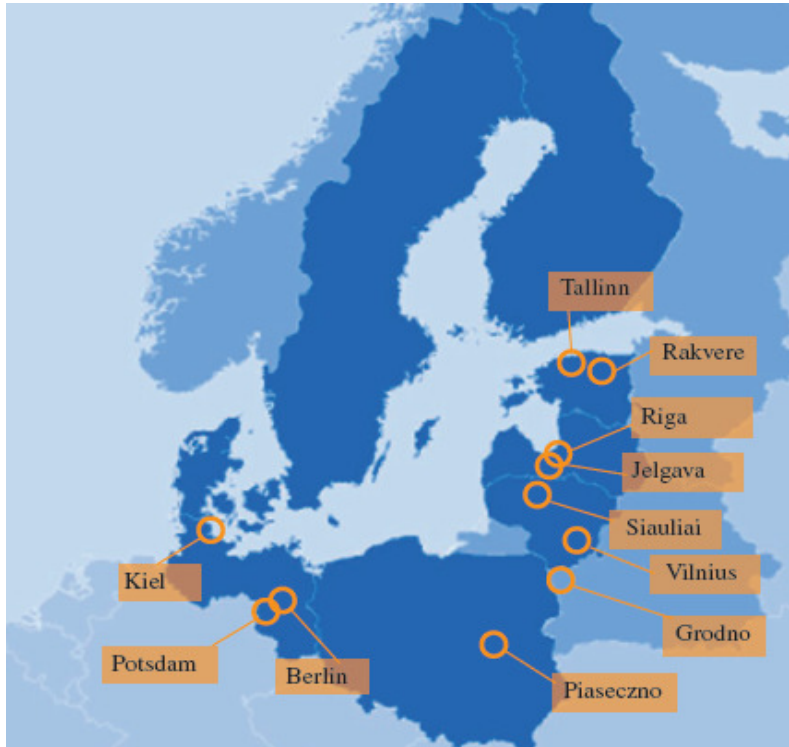 Tallinn
Rakvere
Riga
Jelgava
Siauliai
Vilnius
Kiel
Grodno
Potsdam
Berlin
Piaseczno